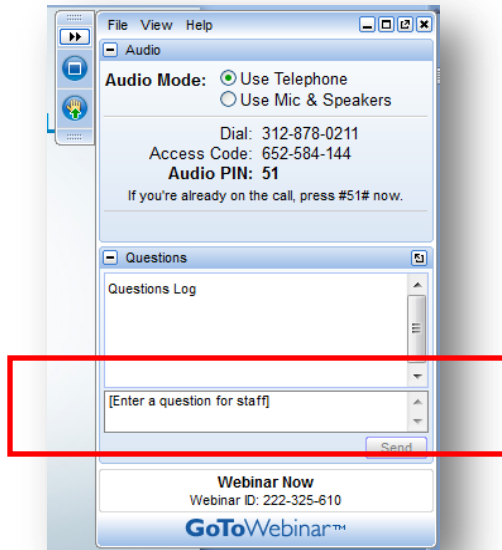 File View Help
Audio
Audio Mode: Use Telephone
Use Mic & Speakers
Dial: 312-878-0211
Access Code: 652-584-144
Audio PIN: 51
If you're already on the call, press #51# now.
Questions
Questions Log
[Enter a question for staff]
Send
Webinar Now
Webinar ID: 222-325-610
GoToWebinar™